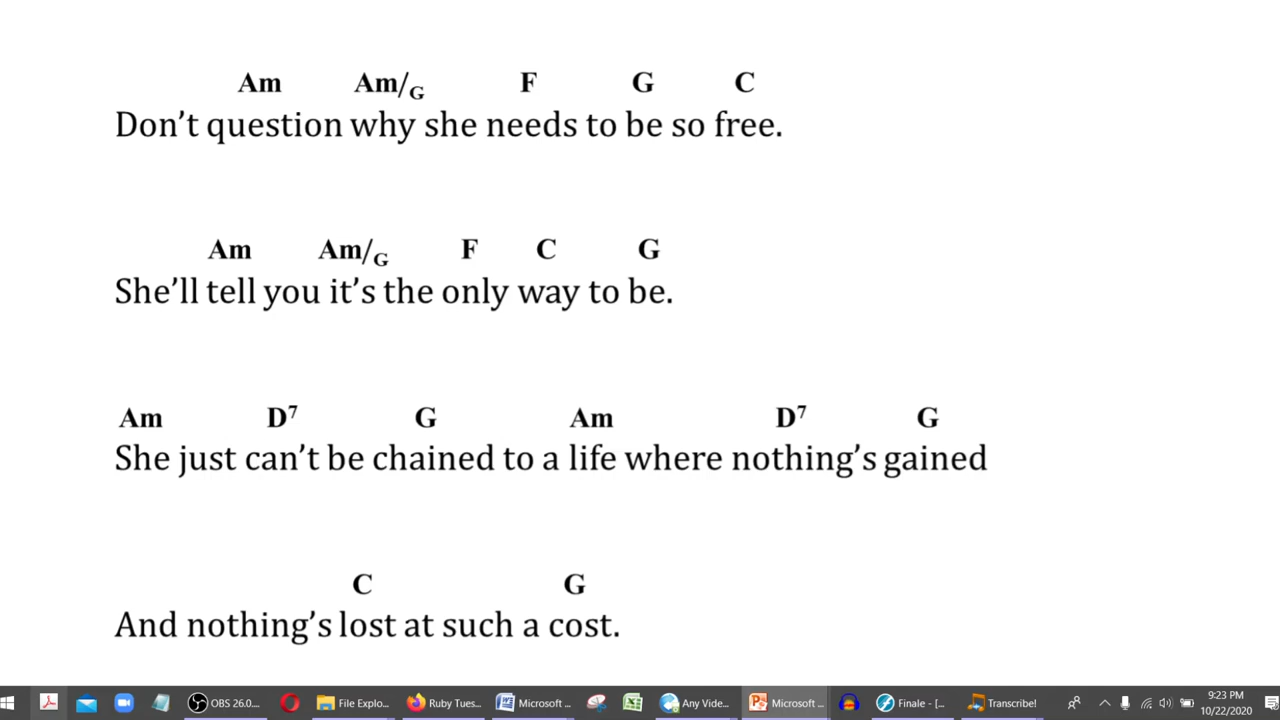 Am Am/G F G C
Don't question why she needs to be so free.
Am Am/G F C G
She'll tell you it's the only way to be.
Am D7 G Am D7 G
She just can't be chained to a life where nothing's gained
C G
And nothing's lost at such a cost.
OBS 26.0.... File Explo... Ruby Tues... Microsoft ... Any Vide... Microsoft ... Finale - [... Transcribe! 9:23 PM
10/22/2020